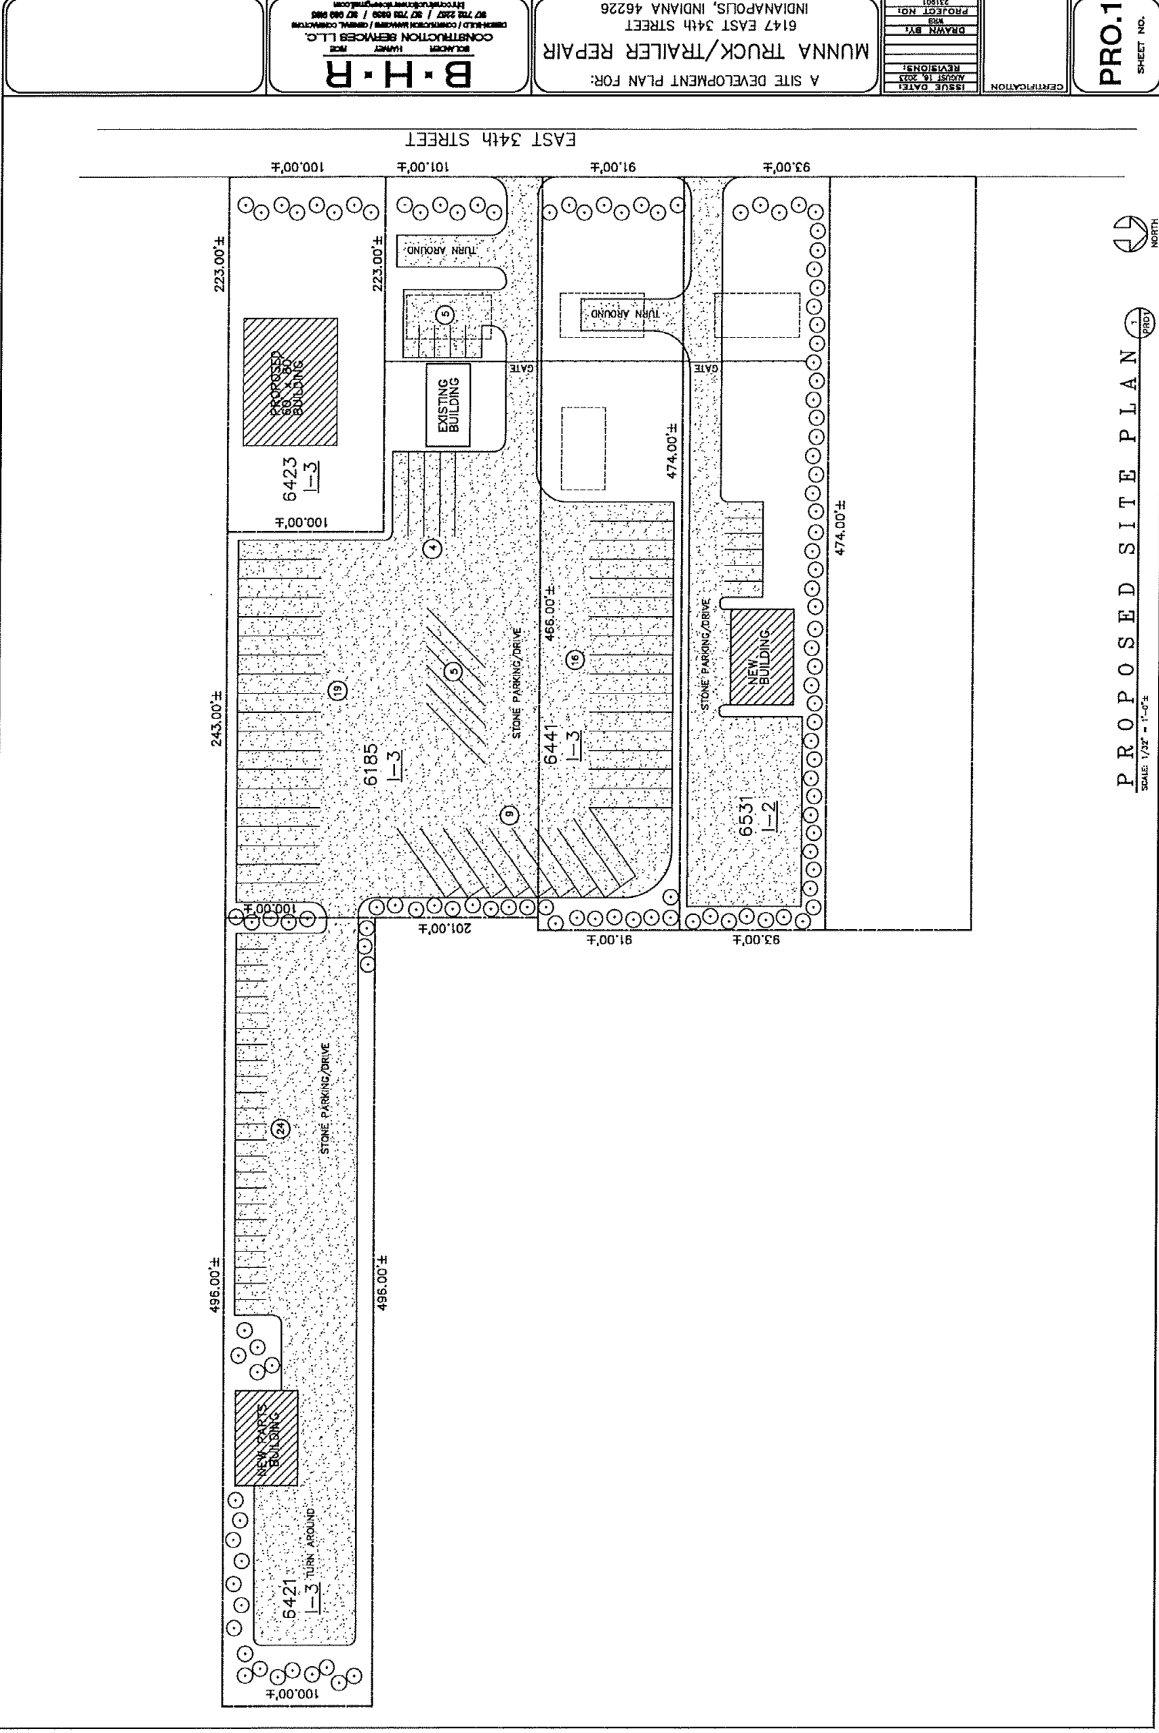 SHEET NO.
PRO.1
CERTIFICATION
ISSUE DATE:
AUGUST 16, 2023
REVISIONS:
DRAWN BY:
PROJECT NO:
A SITE DEVELOPMENT PLAN FOR:
MUNNA TRUCK/TRAILER REPAIR
6147 EAST 34th STREET
INDIANAPOLIS, INDIANA 46226
B·H·R
CONSTRUCTION SERVICES LLC.
EAST 34th STREET
100.00'±
101.00'±
91.00'±
93.00'±
223.00'±
223.00'±
TURN AROUND
TURN AROUND
5
PROPOSED
60' x 80'
BUILDING
EXISTING
BUILDING
GATE
GATE
6423
I-3
100.00'±
474.00'±
474.00'±
4
243.00'±
19
5
STONE PARKING/DRIVE
466.00'±
16
STONE PARKING/DRIVE
NEW
BUILDING
6185
I-3
6441
I-3
9
6531
I-2
100.00'±
201.00'±
91.00'±
93.00'±
24
STONE PARKING/DRIVE
496.00'±
496.00'±
NEW PARTS
BUILDING
6421
I-3
TURN AROUND
100.00'±
NORTH
PROPOSED SITE PLAN
SCALE: 1/32" = 1'-0"±
1
PRO1